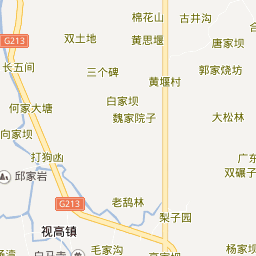 棉花山
古井沟
G213
双土地
黄思堰
唐家坝
长五间
三个碑
郭家烧坊
黄堰村
何家大塘
白家坝
魏家院子
大松林
向家坝
打狗凼
广东
邱家岩
双碾子
G213
老鸹林
梨子园
视高镇
毛家沟
杨家坝